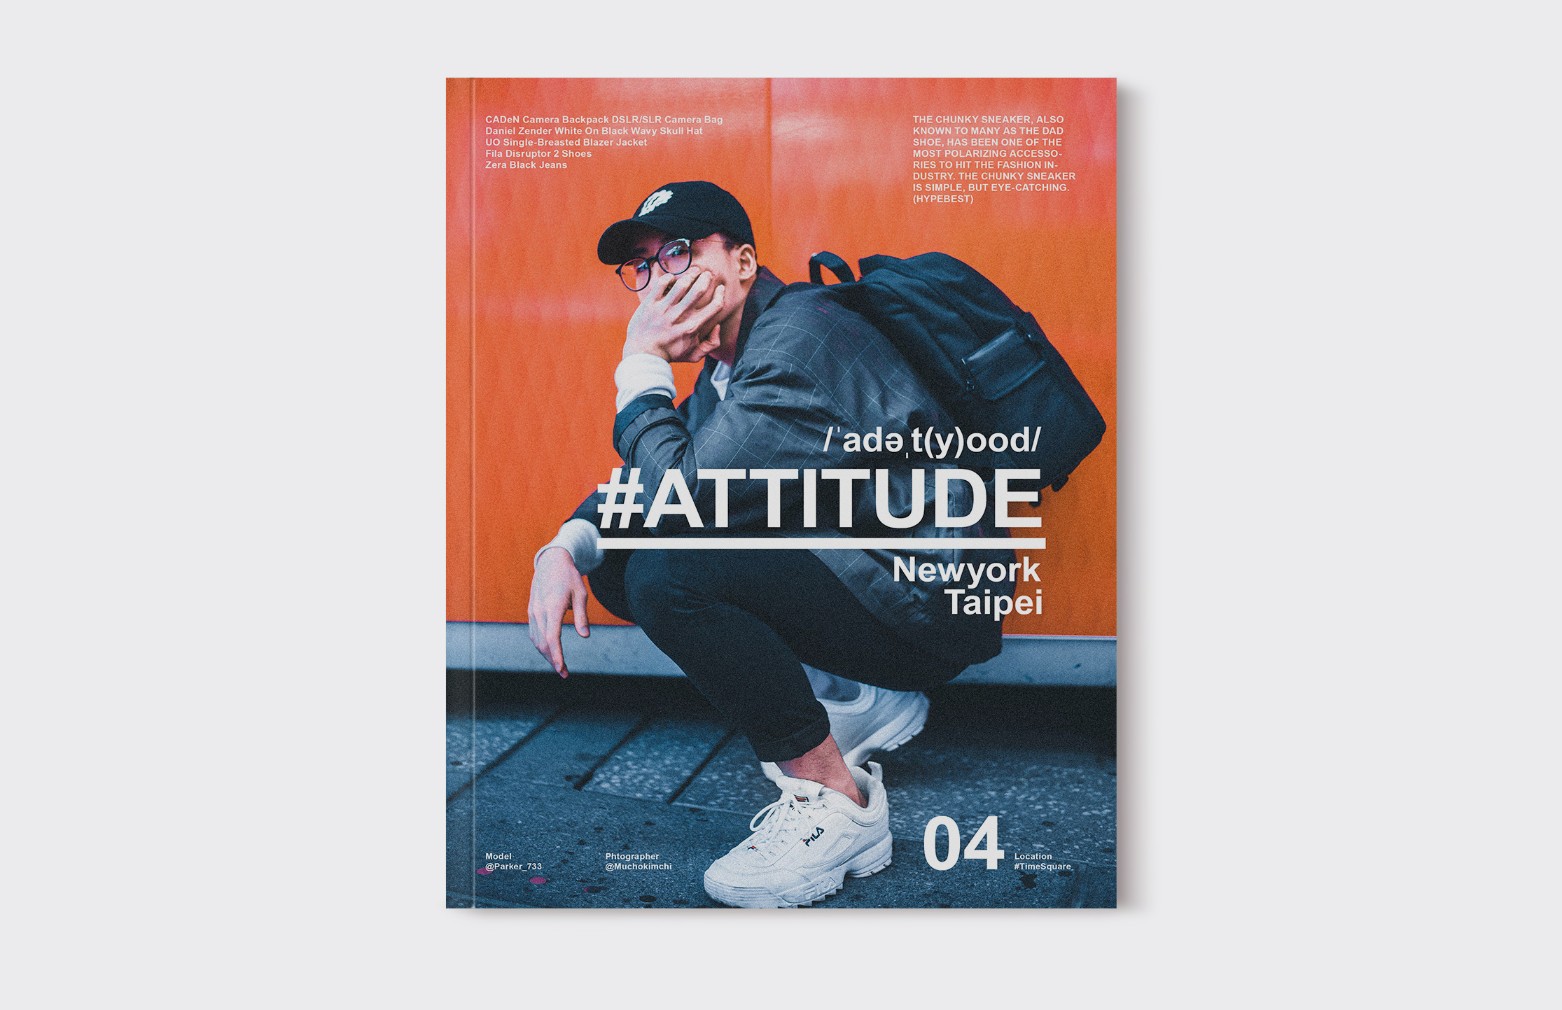 CADeN Camera Backpack DSLR/SLR Camera Bag
Daniel Zender White On Black Wavy Skull Hat
UO Single-Breasted Blazer Jacket
Fila Disruptor 2 Shoes
Zera Black Jeans
THE CHUNKY SNEAKER, ALSO
KNOWN TO MANY AS THE DAD
SHOE, HAS BEEN ONE OF THE
MOST POLARIZING ACCESSO-
RIES TO HIT THE FASHION IN-
DUSTRY. THE CHUNKY SNEAKER
IS SIMPLE, BUT EYE-CATCHING.
(HYPEBEST)
/ˈadəˌt(y)ood/
#ATTITUDE
Newyork
Taipei
FILA
04
Model
@Parker_733
Phtographer
@Muchokimchi
Location
#TimeSquare